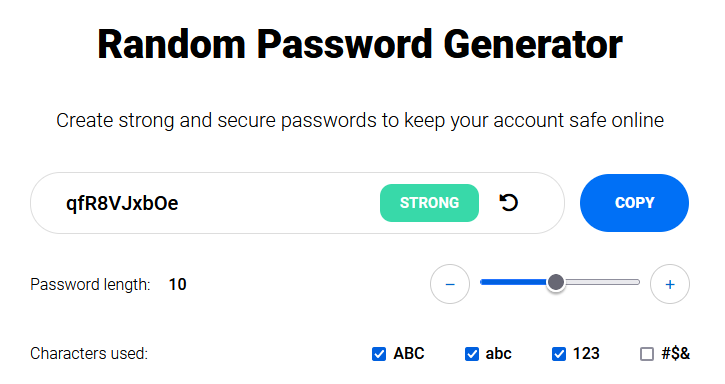 Random Password Generator
Create strong and secure passwords to keep your account safe online
qfR8VJxbOe STRONG COPY
Password length: 10 − +
Characters used: ABC abc 123 #$&